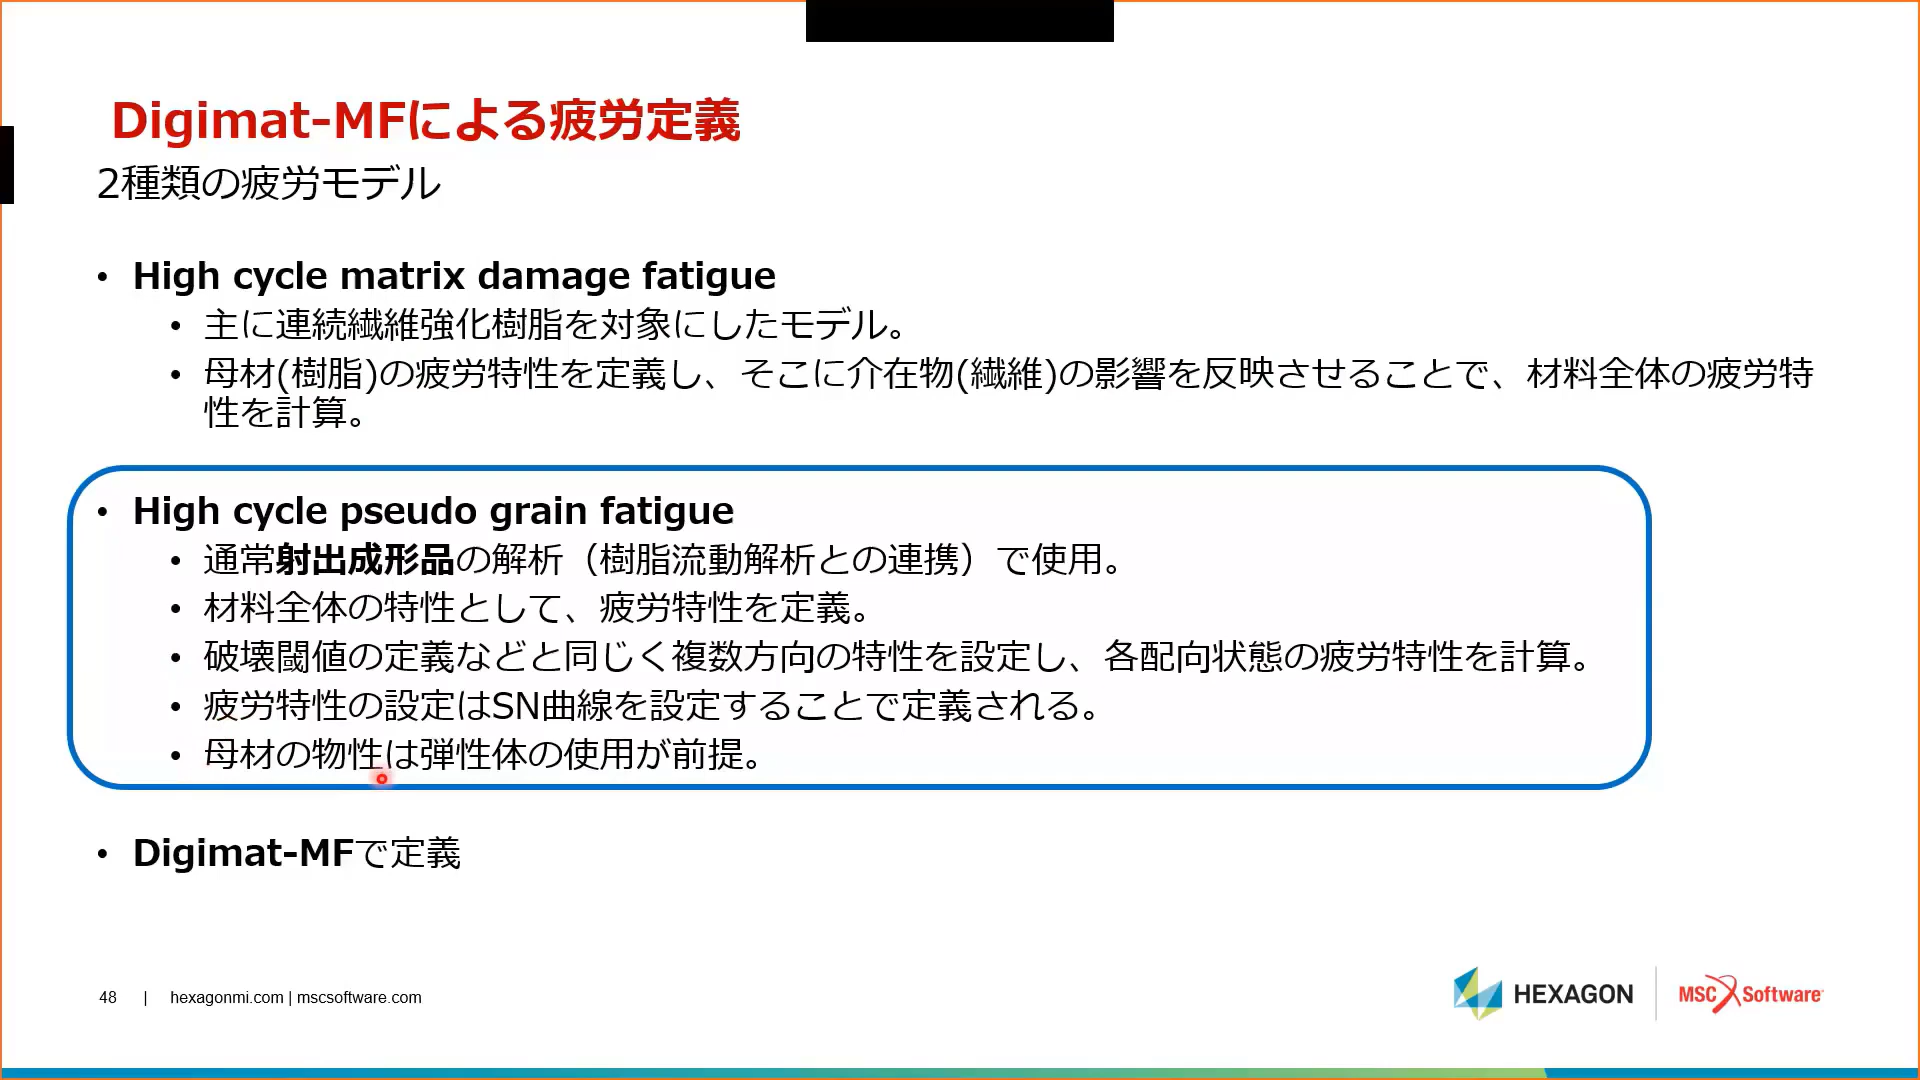 Digimat-MFによる疲労定義
2種類の疲労モデル
• High cycle matrix damage fatigue
• 主に連続繊維強化樹脂を対象にしたモデル。
• 母材(樹脂)の疲労特性を定義し、そこに介在物(繊維)の影響を反映させることで、材料全体の疲労特
性を計算。
• High cycle pseudo grain fatigue
• 通常射出成形品の解析（樹脂流動解析との連携）で使用。
• 材料全体の特性として、疲労特性を定義。
• 破壊閾値の定義などと同じく複数方向の特性を設定し、各配向状態の疲労特性を計算。
• 疲労特性の設定はSN曲線を設定することで定義される。
• 母材の物性は弾性体の使用が前提。
• Digimat-MFで定義
48 | hexagonmi.com | mscsoftware.com
HEXAGON
MSC Software